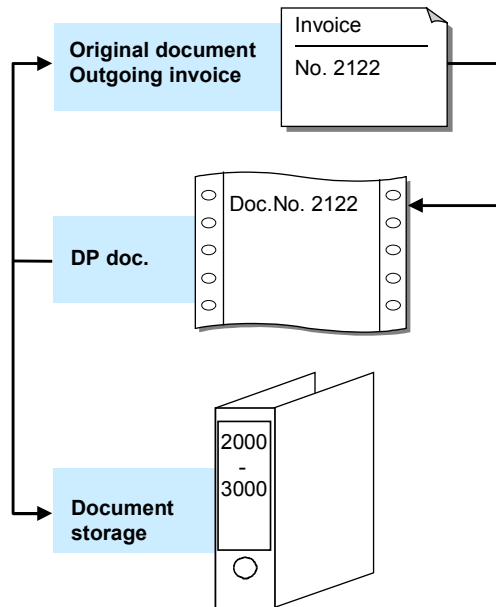 Original document
Outgoing invoice
Invoice
No. 2122
DP doc.
Doc.No. 2122
Document
storage
2000
-
3000